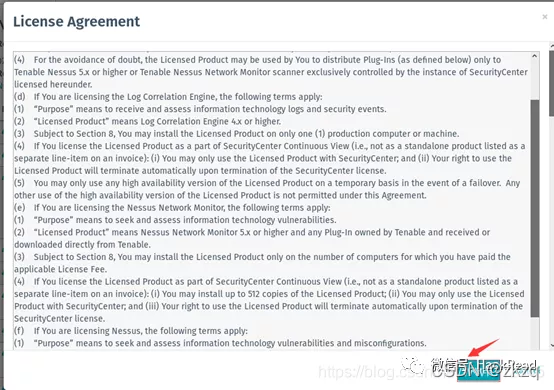 License Agreement
×
(4) For the avoidance of doubt, the Licensed Product may be used by You to distribute Plug-Ins (as defined below) only to
Tenable Nessus 5.x or higher or Tenable Nessus Network Monitor scanner exclusively controlled by the instance of SecurityCenter
licensed hereunder.
(d) If You are licensing the Log Correlation Engine, the following terms apply:
(1) “Purpose” means to receive and assess information technology logs and security events.
(2) “Licensed Product” means Log Correlation Engine 4.x or higher.
(3) Subject to Section 8, You may install the Licensed Product on only one (1) production computer or machine.
(4) If You license the Licensed Product as a part of SecurityCenter Continuous View (i.e., not as a standalone product listed as a
separate line-item on an invoice): (i) You may only use the Licensed Product with SecurityCenter; and (ii) Your right to use the
Licensed Product will terminate automatically upon termination of the SecurityCenter license.
(5) You may only use any high availability version of the Licensed Product on a temporary basis in the event of a failover. Any
other use of the high availability version of the Licensed Product is not permitted under this Agreement.
(e) If You are licensing the Nessus Network Monitor, the following terms apply:
(1) “Purpose” means to seek and assess information technology vulnerabilities.
(2) “Licensed Product” means Nessus Network Monitor 5.x or higher and any Plug-In owned by Tenable and received or
downloaded directly from Tenable.
(3) Subject to Section 8, You may install the Licensed Product only on the number of computers for which You have paid the
applicable License Fee.
(4) If You license the Licensed Product as part of SecurityCenter Continuous View (i.e., not as a standalone product listed as a
separate line-item on an invoice): (i) You may install up to 512 copies of the Licensed Product; (ii) You may only use the Licensed
Product with SecurityCenter; and (iii) Your right to use the Licensed Product will terminate automatically upon termination of the
SecurityCenter license.
(f) If You are licensing Nessus, the following terms apply:
(1) “Purpose” means to seek and assess information technology vulnerabilities and misconfigurations.
微信号: HackRead
https://blog.